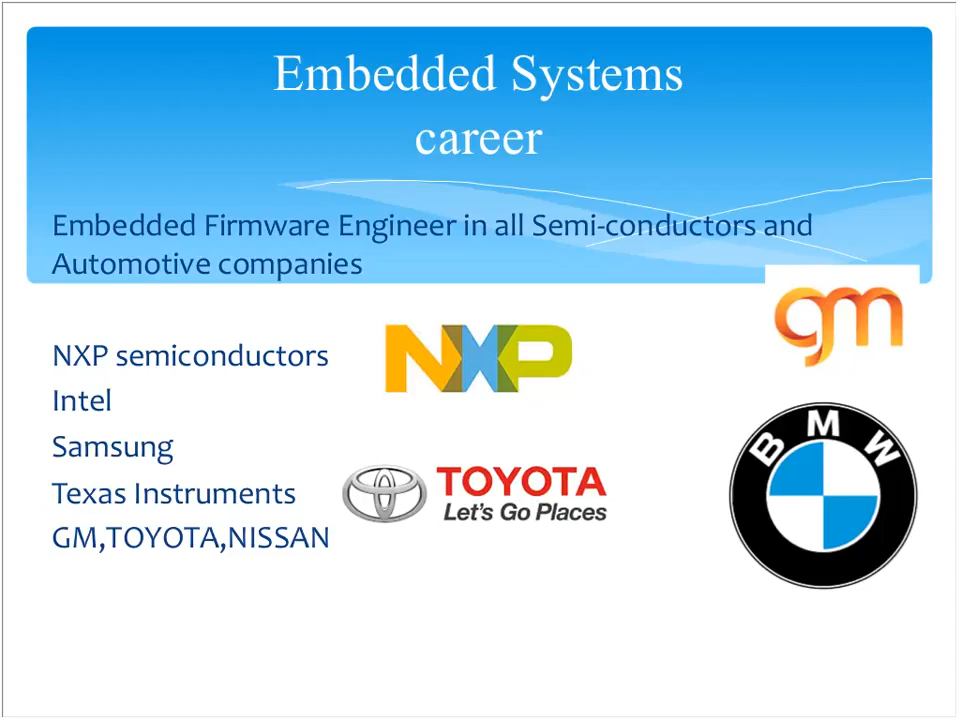 Embedded Systems
career
Embedded Firmware Engineer in all Semi-conductors and
Automotive companies
gm
NXP semiconductors
NXP
Intel
BMW
Samsung
Texas Instruments
TOYOTA
Let's Go Places
GM,TOYOTA,NISSAN